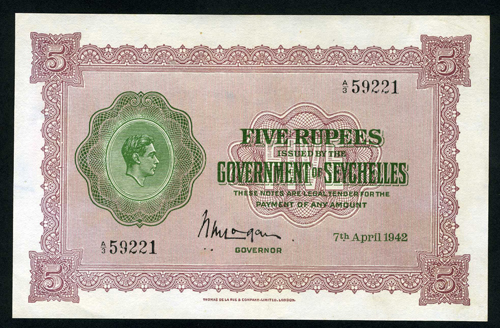 5
5
A/3 59221
FIVE RUPEES
ISSUED BY THE
GOVERNMENT OF SEYCHELLES
THESE NOTES ARE LEGAL TENDER FOR THE
PAYMENT OF ANY AMOUNT
A/3 59221
7th April 1942
GOVERNOR
5
5
THOMAS DE LA RUE & COMPANY, LIMITED, LONDON.